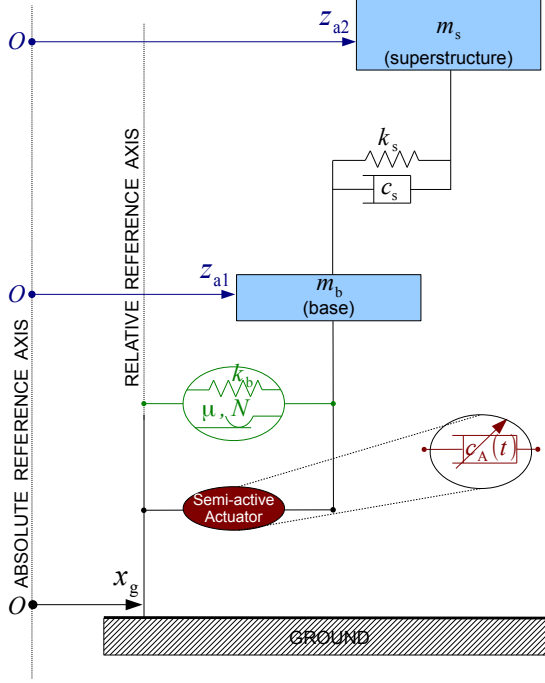 O
z_a2
m_s
(superstructure)
k_s
c_s
RELATIVE REFERENCE AXIS
O
z_a1
m_b
(base)
k_b
μ, N
c_A(t)
Semi-active
Actuator
ABSOLUTE REFERENCE AXIS
O
x_g
GROUND